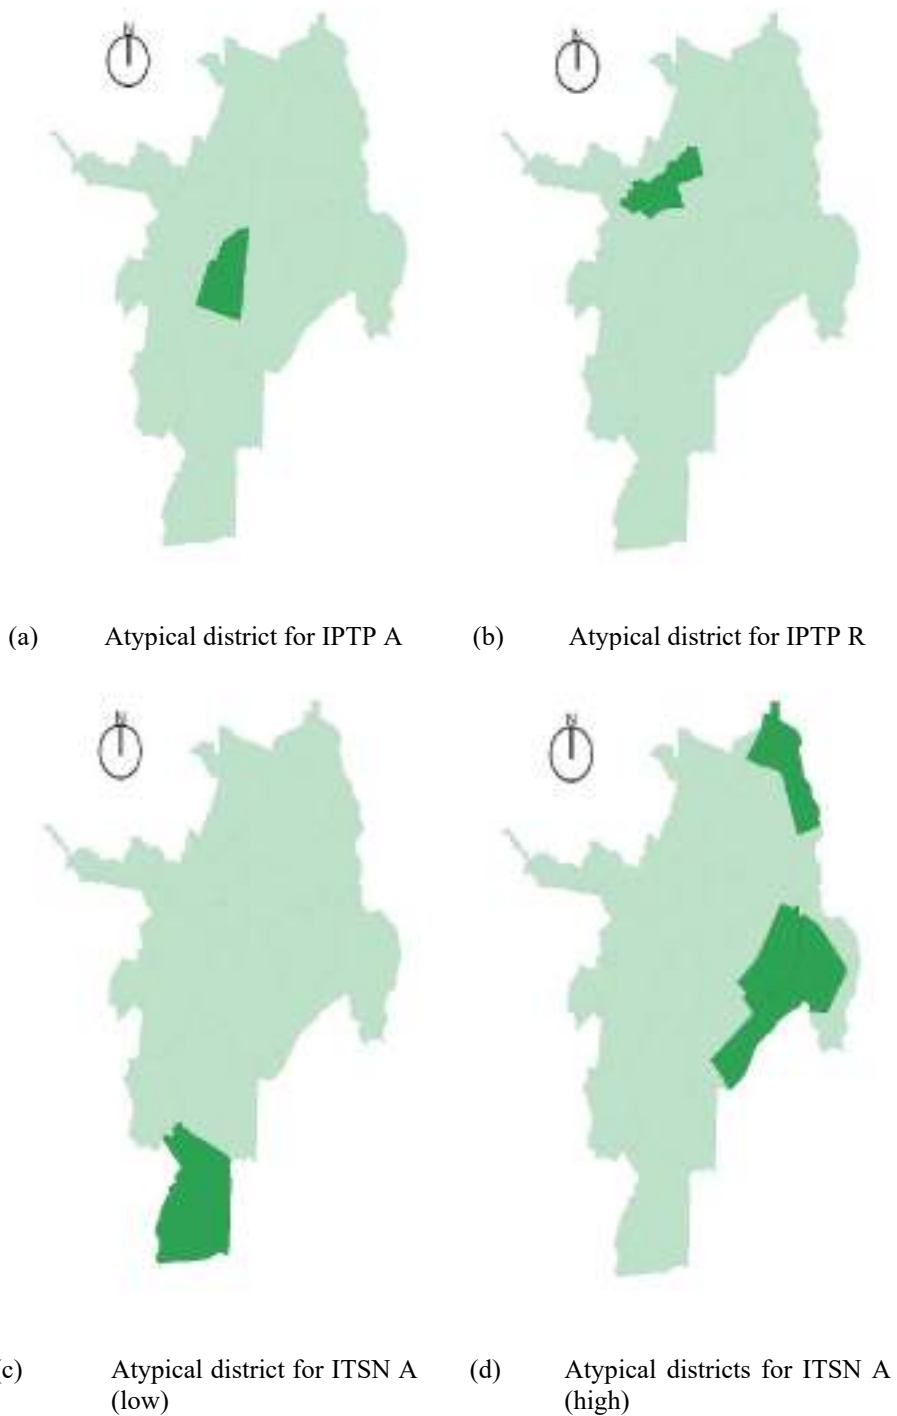 N
N
(a) Atypical district for IPTP A
(b) Atypical district for IPTP R
N
N
c) Atypical district for ITSN A
(low)
(d) Atypical districts for ITSN A
(high)